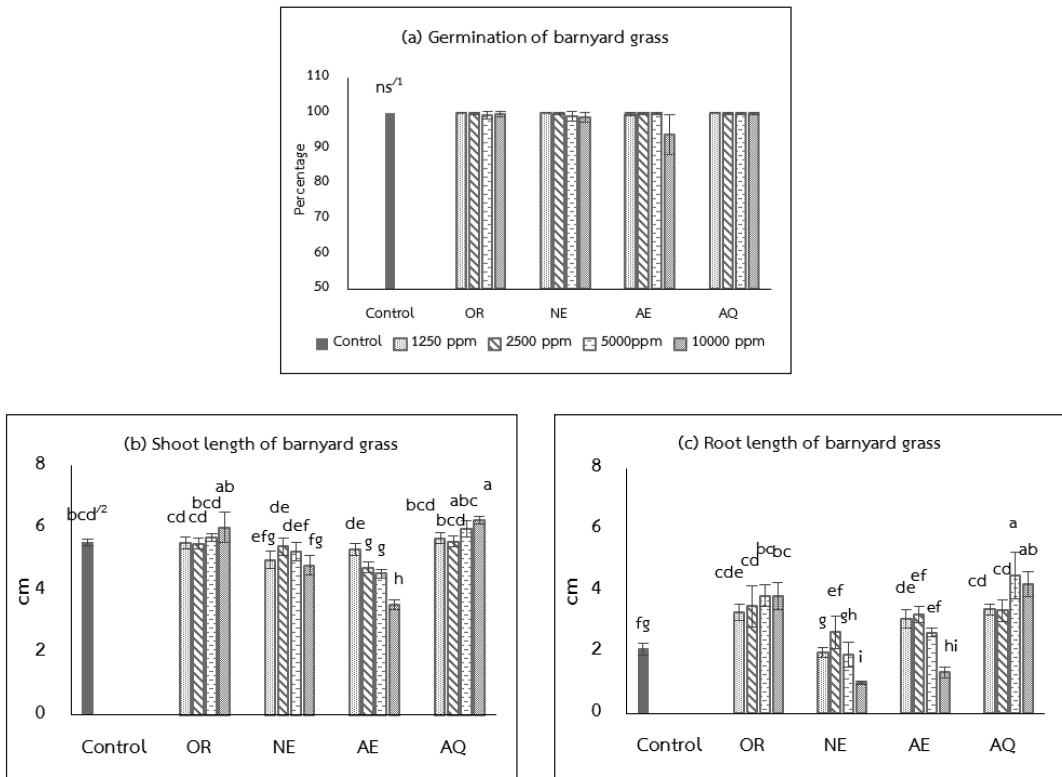 (a) Germination of barnyard grass
110
ns/1
100
90
80
70
60
50
Percentage
Control OR NE AE AQ
Control 1250 ppm 2500 ppm 5000ppm 10000 ppm
(b) Shoot length of barnyard grass
8
6
4
2
0
cm
bcd/2
cd cd bcd ab
efg de def fg
de g g h
bcd bcd abc a
Control OR NE AE AQ
(c) Root length of barnyard grass
8
6
4
2
0
cm
fg
cde cd bc bc
g ef gh i
de ef ef hi
cd cd a ab
Control OR NE AE AQ